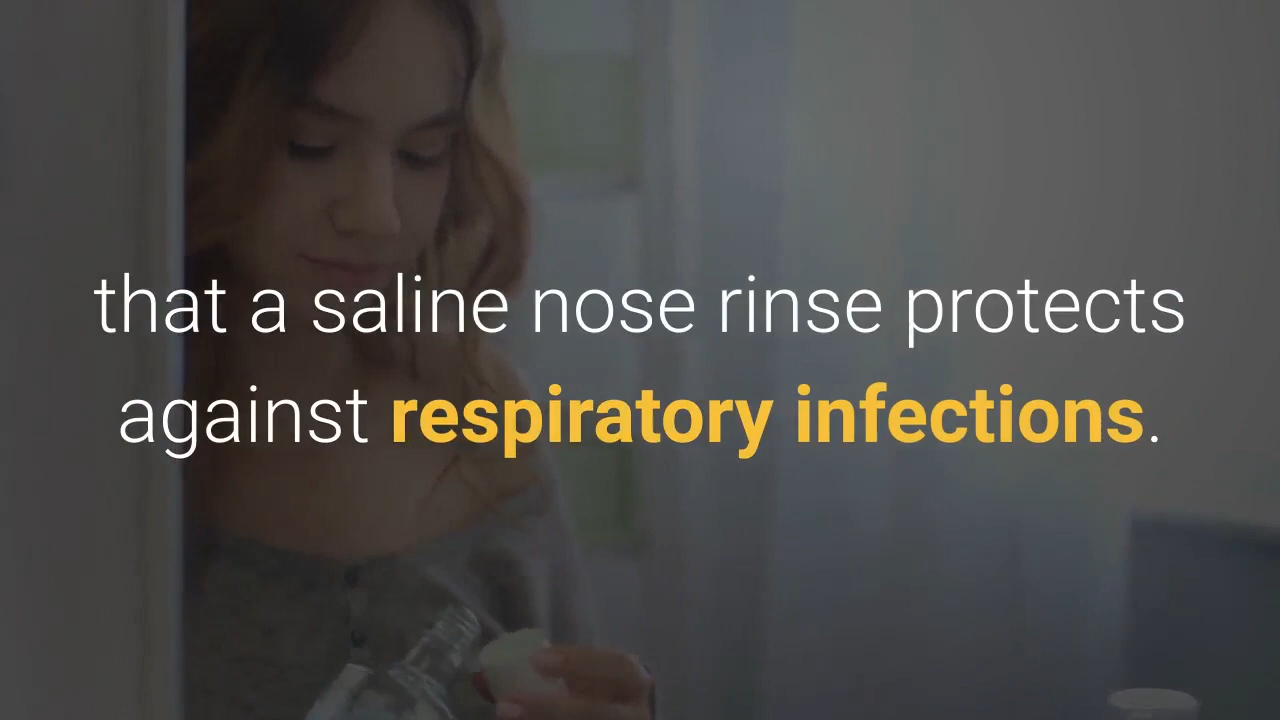 that a saline nose rinse protects
against respiratory infections.